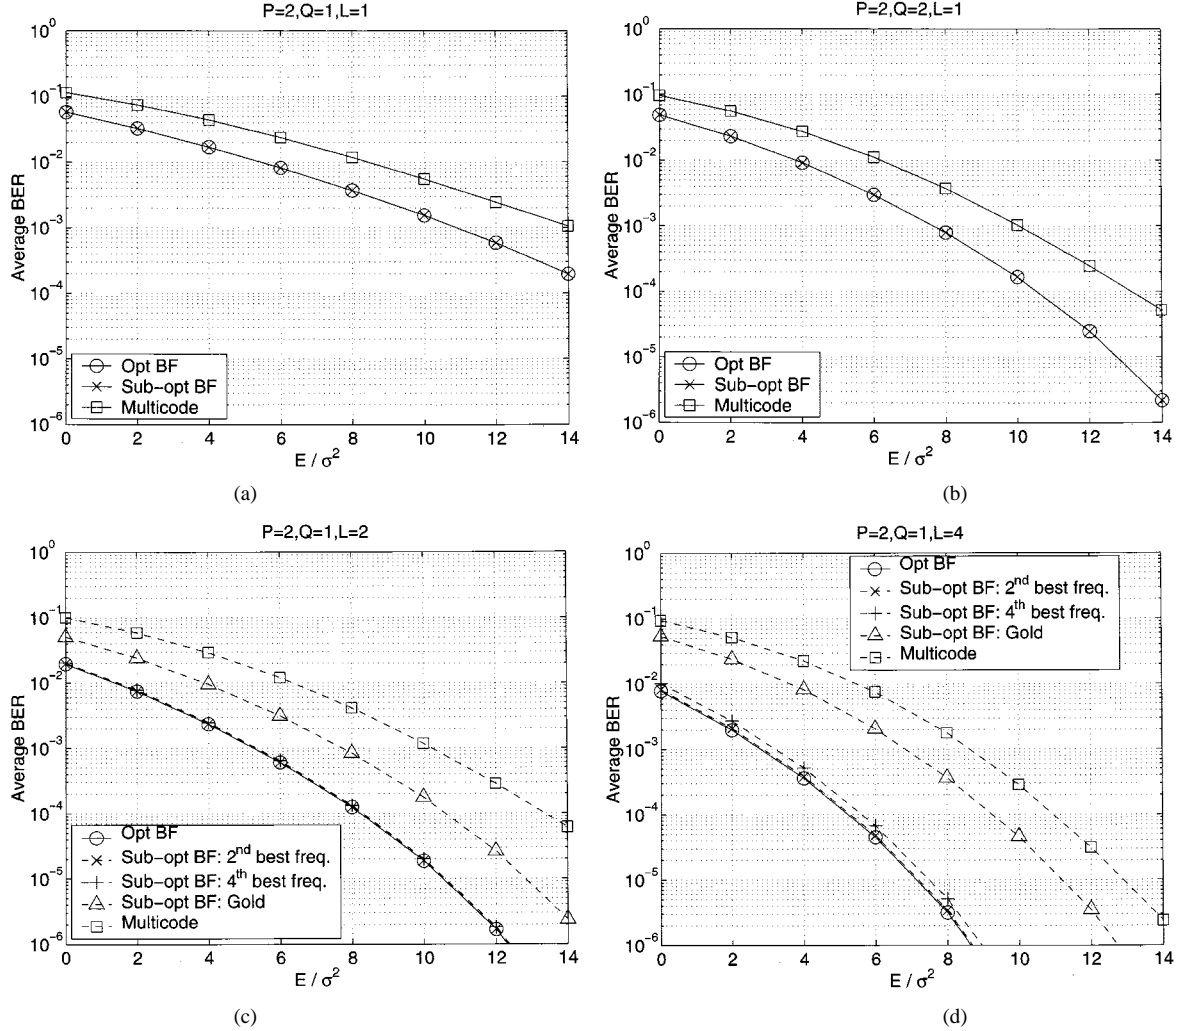 P=2,Q=1,L=1
10^0
10^-1
10^-2
10^-3
10^-4
10^-5
10^-6
Average BER
Opt BF
Sub-opt BF
Multicode
0 2 4 6 8 10 12 14
E / σ^2
(a)
P=2,Q=2,L=1
10^0
10^-1
10^-2
10^-3
10^-4
10^-5
10^-6
Average BER
Opt BF
Sub-opt BF
Multicode
0 2 4 6 8 10 12 14
E / σ^2
(b)
P=2,Q=1,L=2
10^0
10^-1
10^-2
10^-3
10^-4
10^-5
10^-6
Average BER
Opt BF
Sub-opt BF: 2^nd best freq.
Sub-opt BF: 4^th best freq.
Sub-opt BF: Gold
Multicode
0 2 4 6 8 10 12 14
E / σ^2
(c)
P=2,Q=1,L=4
10^0
10^-1
10^-2
10^-3
10^-4
10^-5
10^-6
Average BER
Opt BF
Sub-opt BF: 2^nd best freq.
Sub-opt BF: 4^th best freq.
Sub-opt BF: Gold
Multicode
0 2 4 6 8 10 12 14
E / σ^2
(d)